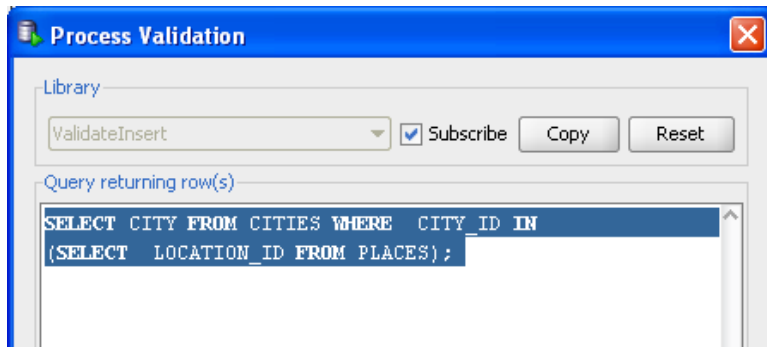 Process Validation
Library
ValidateInsert Subscribe Copy Reset
Query returning row(s)
SELECT CITY FROM CITIES WHERE CITY_ID IN
(SELECT LOCATION_ID FROM PLACES);